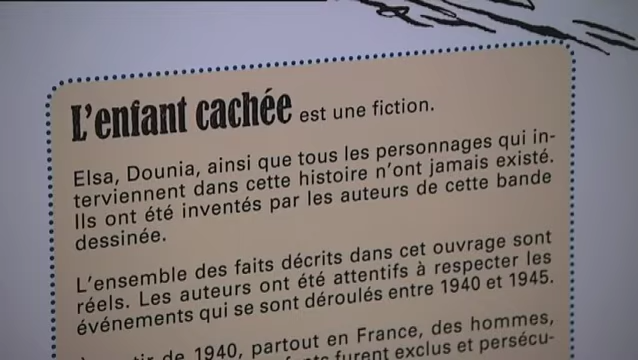 L'enfant cachée est une fiction.
Elsa, Dounia, ainsi que tous les personnages qui in-
terviennent dans cette histoire n'ont jamais existé.
Ils ont été inventés par les auteurs de cette bande
dessinée.
L'ensemble des faits décrits dans cet ouvrage sont
réels. Les auteurs ont été attentifs à respecter les
événements qui se sont déroulés entre 1940 et 1945.
de 1940, partout en France, des hommes,
furent exclus et persécu-